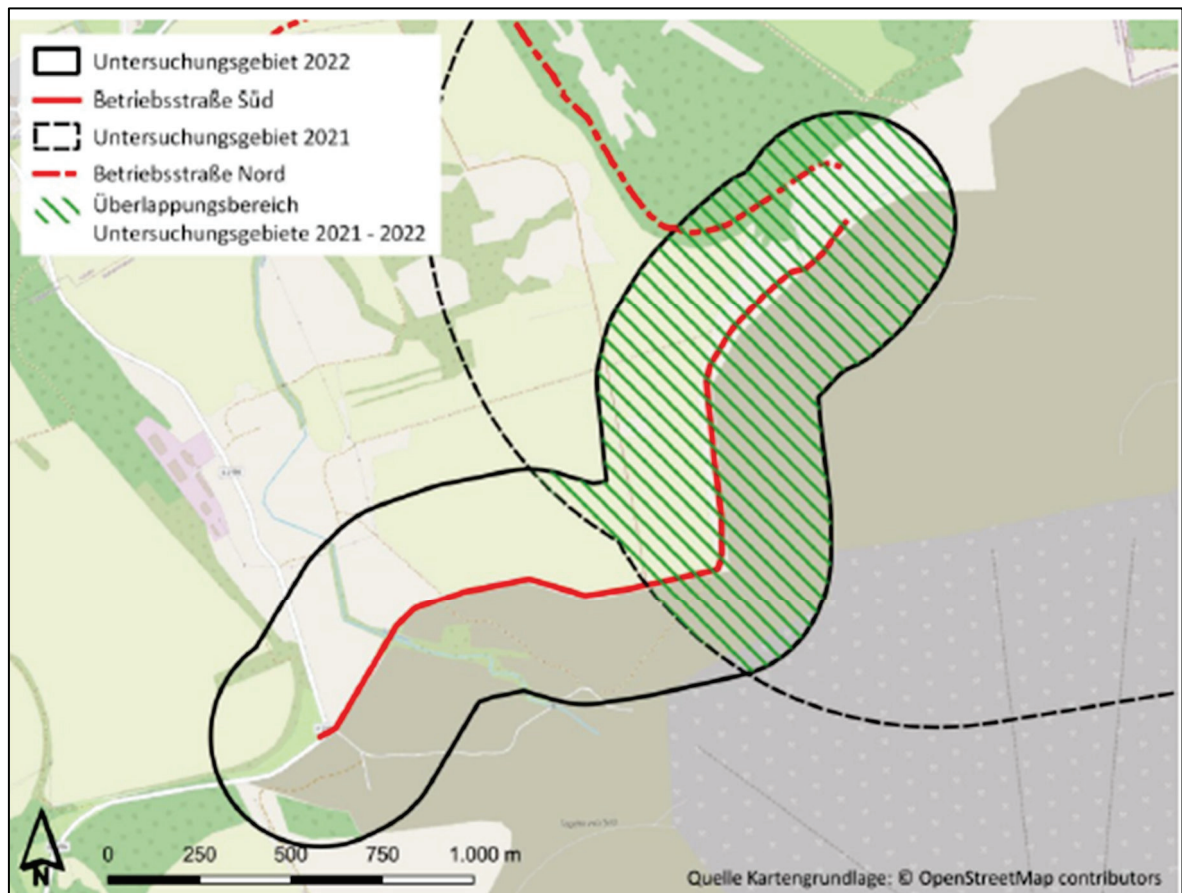 Untersuchungsgebiet 2022
Betriebsstraße Süd
Untersuchungsgebiet 2021
Betriebsstraße Nord
Überlappungsbereich
Untersuchungsgebiete 2021 - 2022
N
0 250 500 750 1.000 m
Quelle Kartengrundlage: © OpenStreetMap contributors